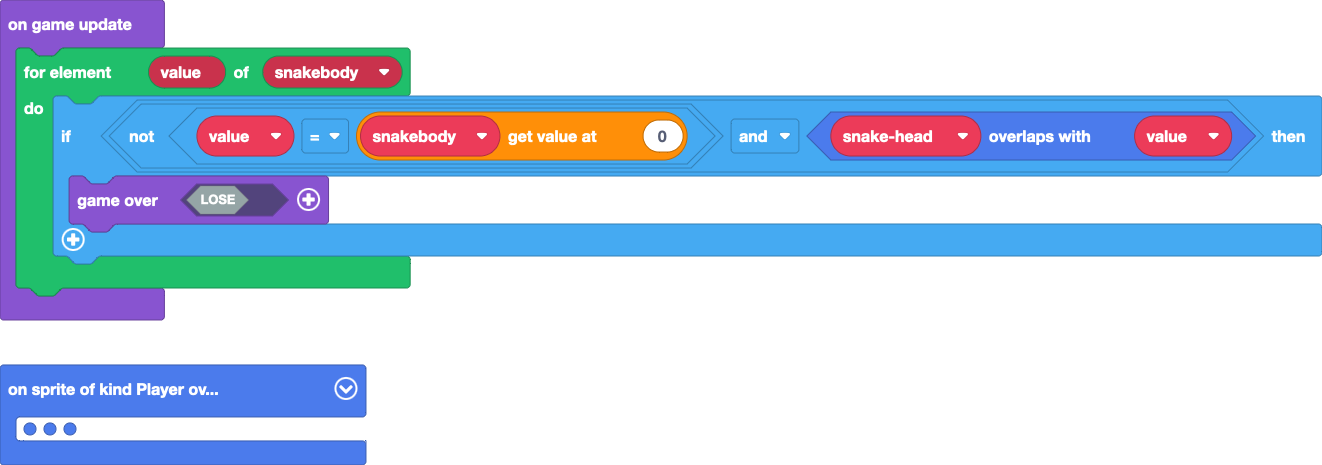 on game update
for element value of snakebody
do
if not value = snakebody get value at 0 and snake-head overlaps with value then
game over LOSE
on sprite of kind Player ov...